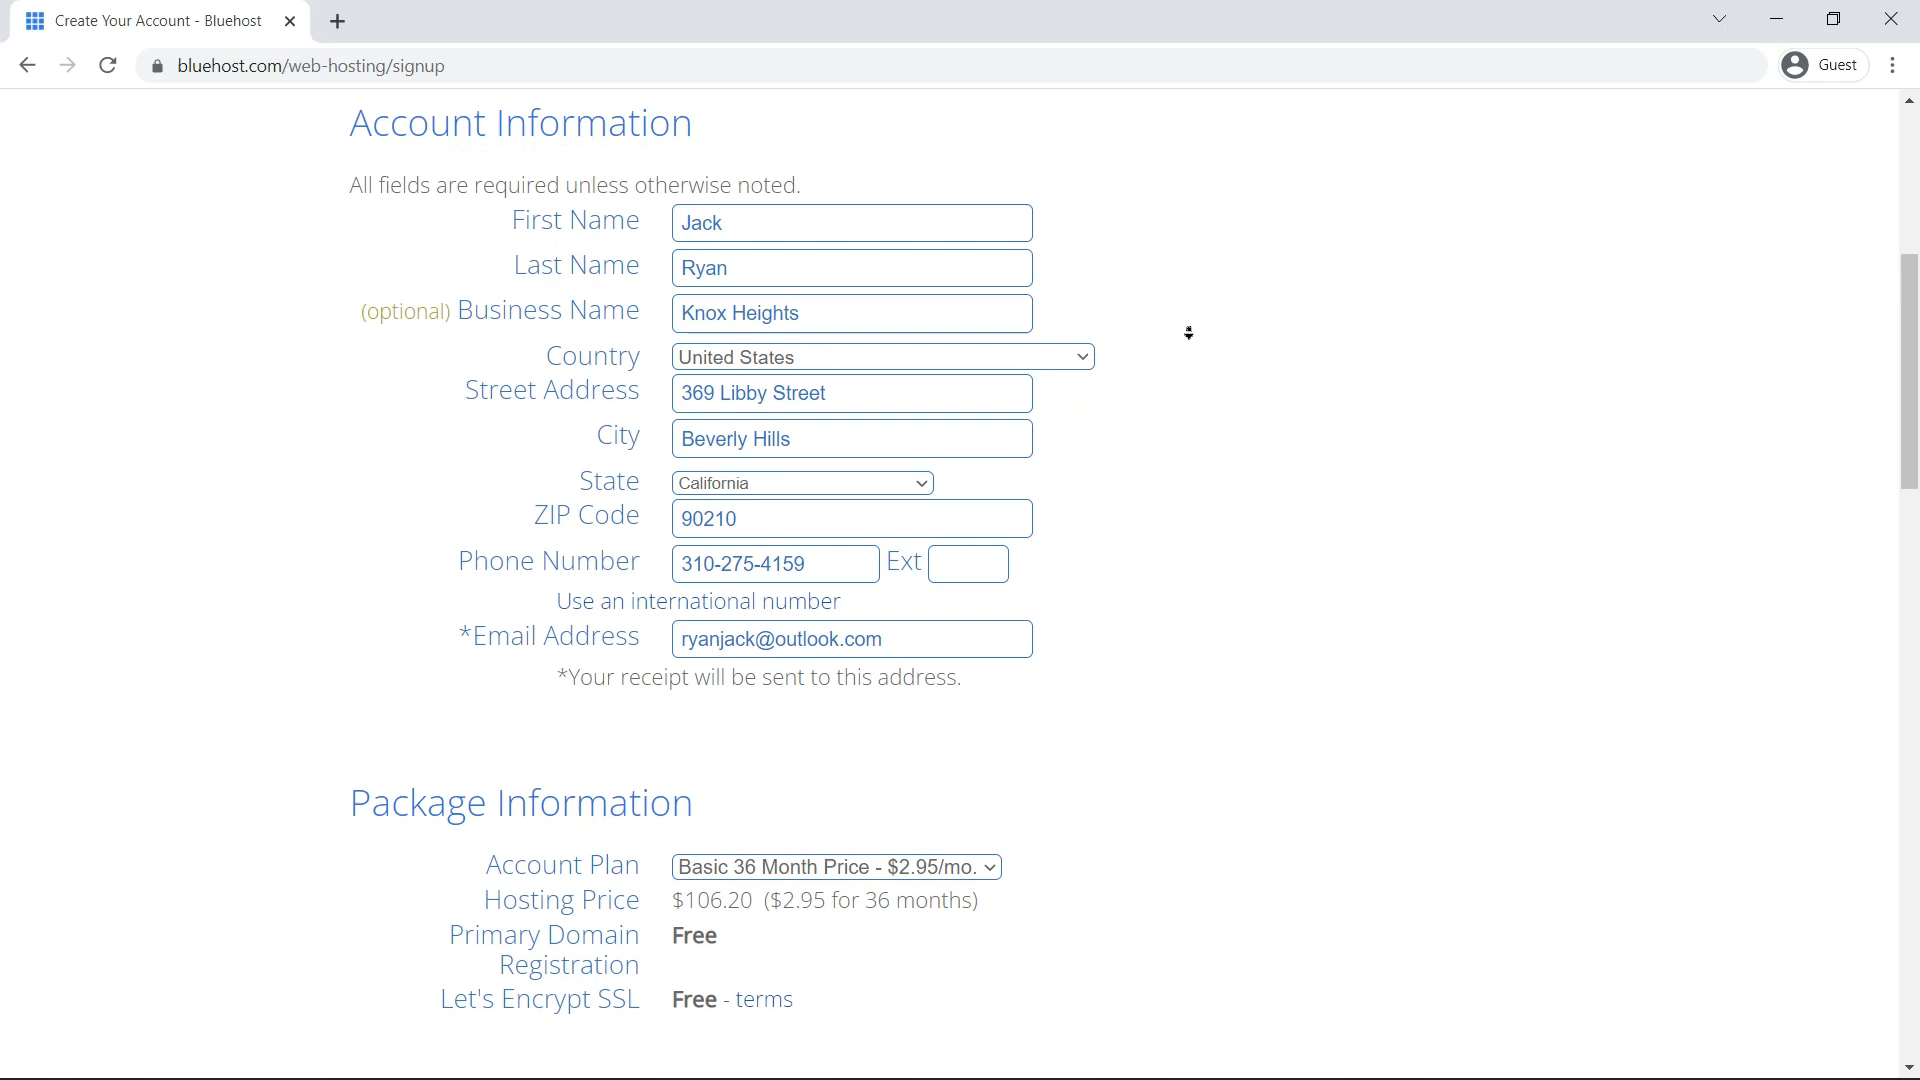 Create Your Account - Bluehost
bluehost.com/web-hosting/signup
Guest
Account Information
All fields are required unless otherwise noted.
First Name Jack
Last Name Ryan
(optional) Business Name Knox Heights
Country United States
Street Address 369 Libby Street
City Beverly Hills
State California
ZIP Code 90210
Phone Number 310-275-4159 Ext
Use an international number
*Email Address ryanjack@outlook.com
*Your receipt will be sent to this address.
Package Information
Account Plan Basic 36 Month Price - $2.95/mo.
Hosting Price $106.20 ($2.95 for 36 months)
Primary Domain Free
Registration
Let's Encrypt SSL Free - terms